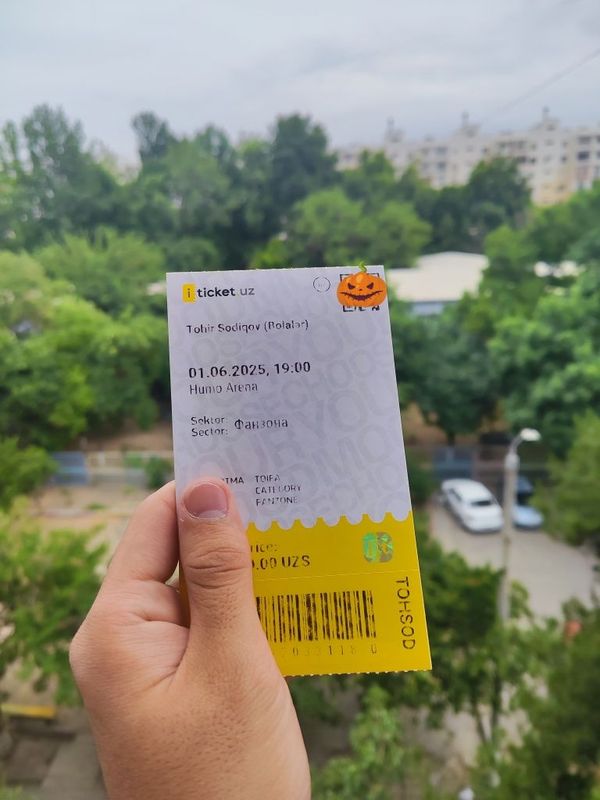 iticket.uz
Tohir Sodiqov (Bolalar)
01.06.2025, 19:00
Humo Arena
Sektor:
Sector: Фанзона
TOIFA
CATEGORY
FANZONE
UZS
TOHSOD